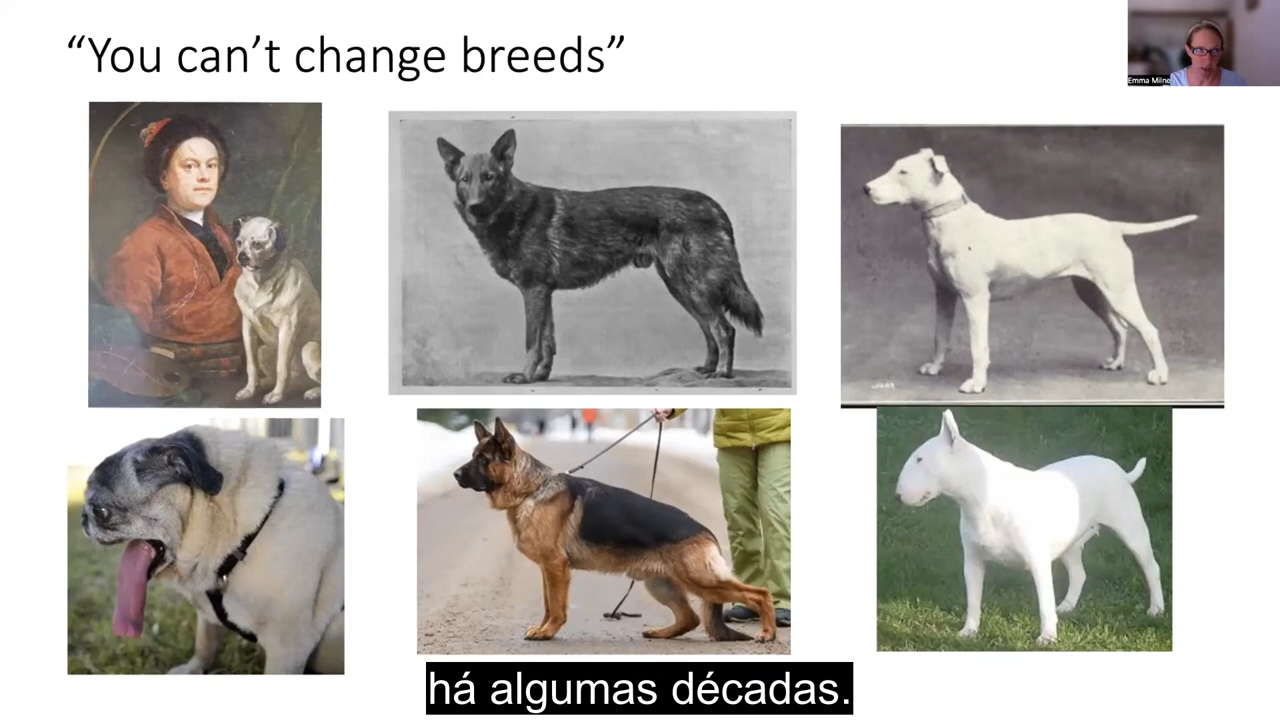 “You can’t change breeds”
Emma Milne
há algumas décadas.